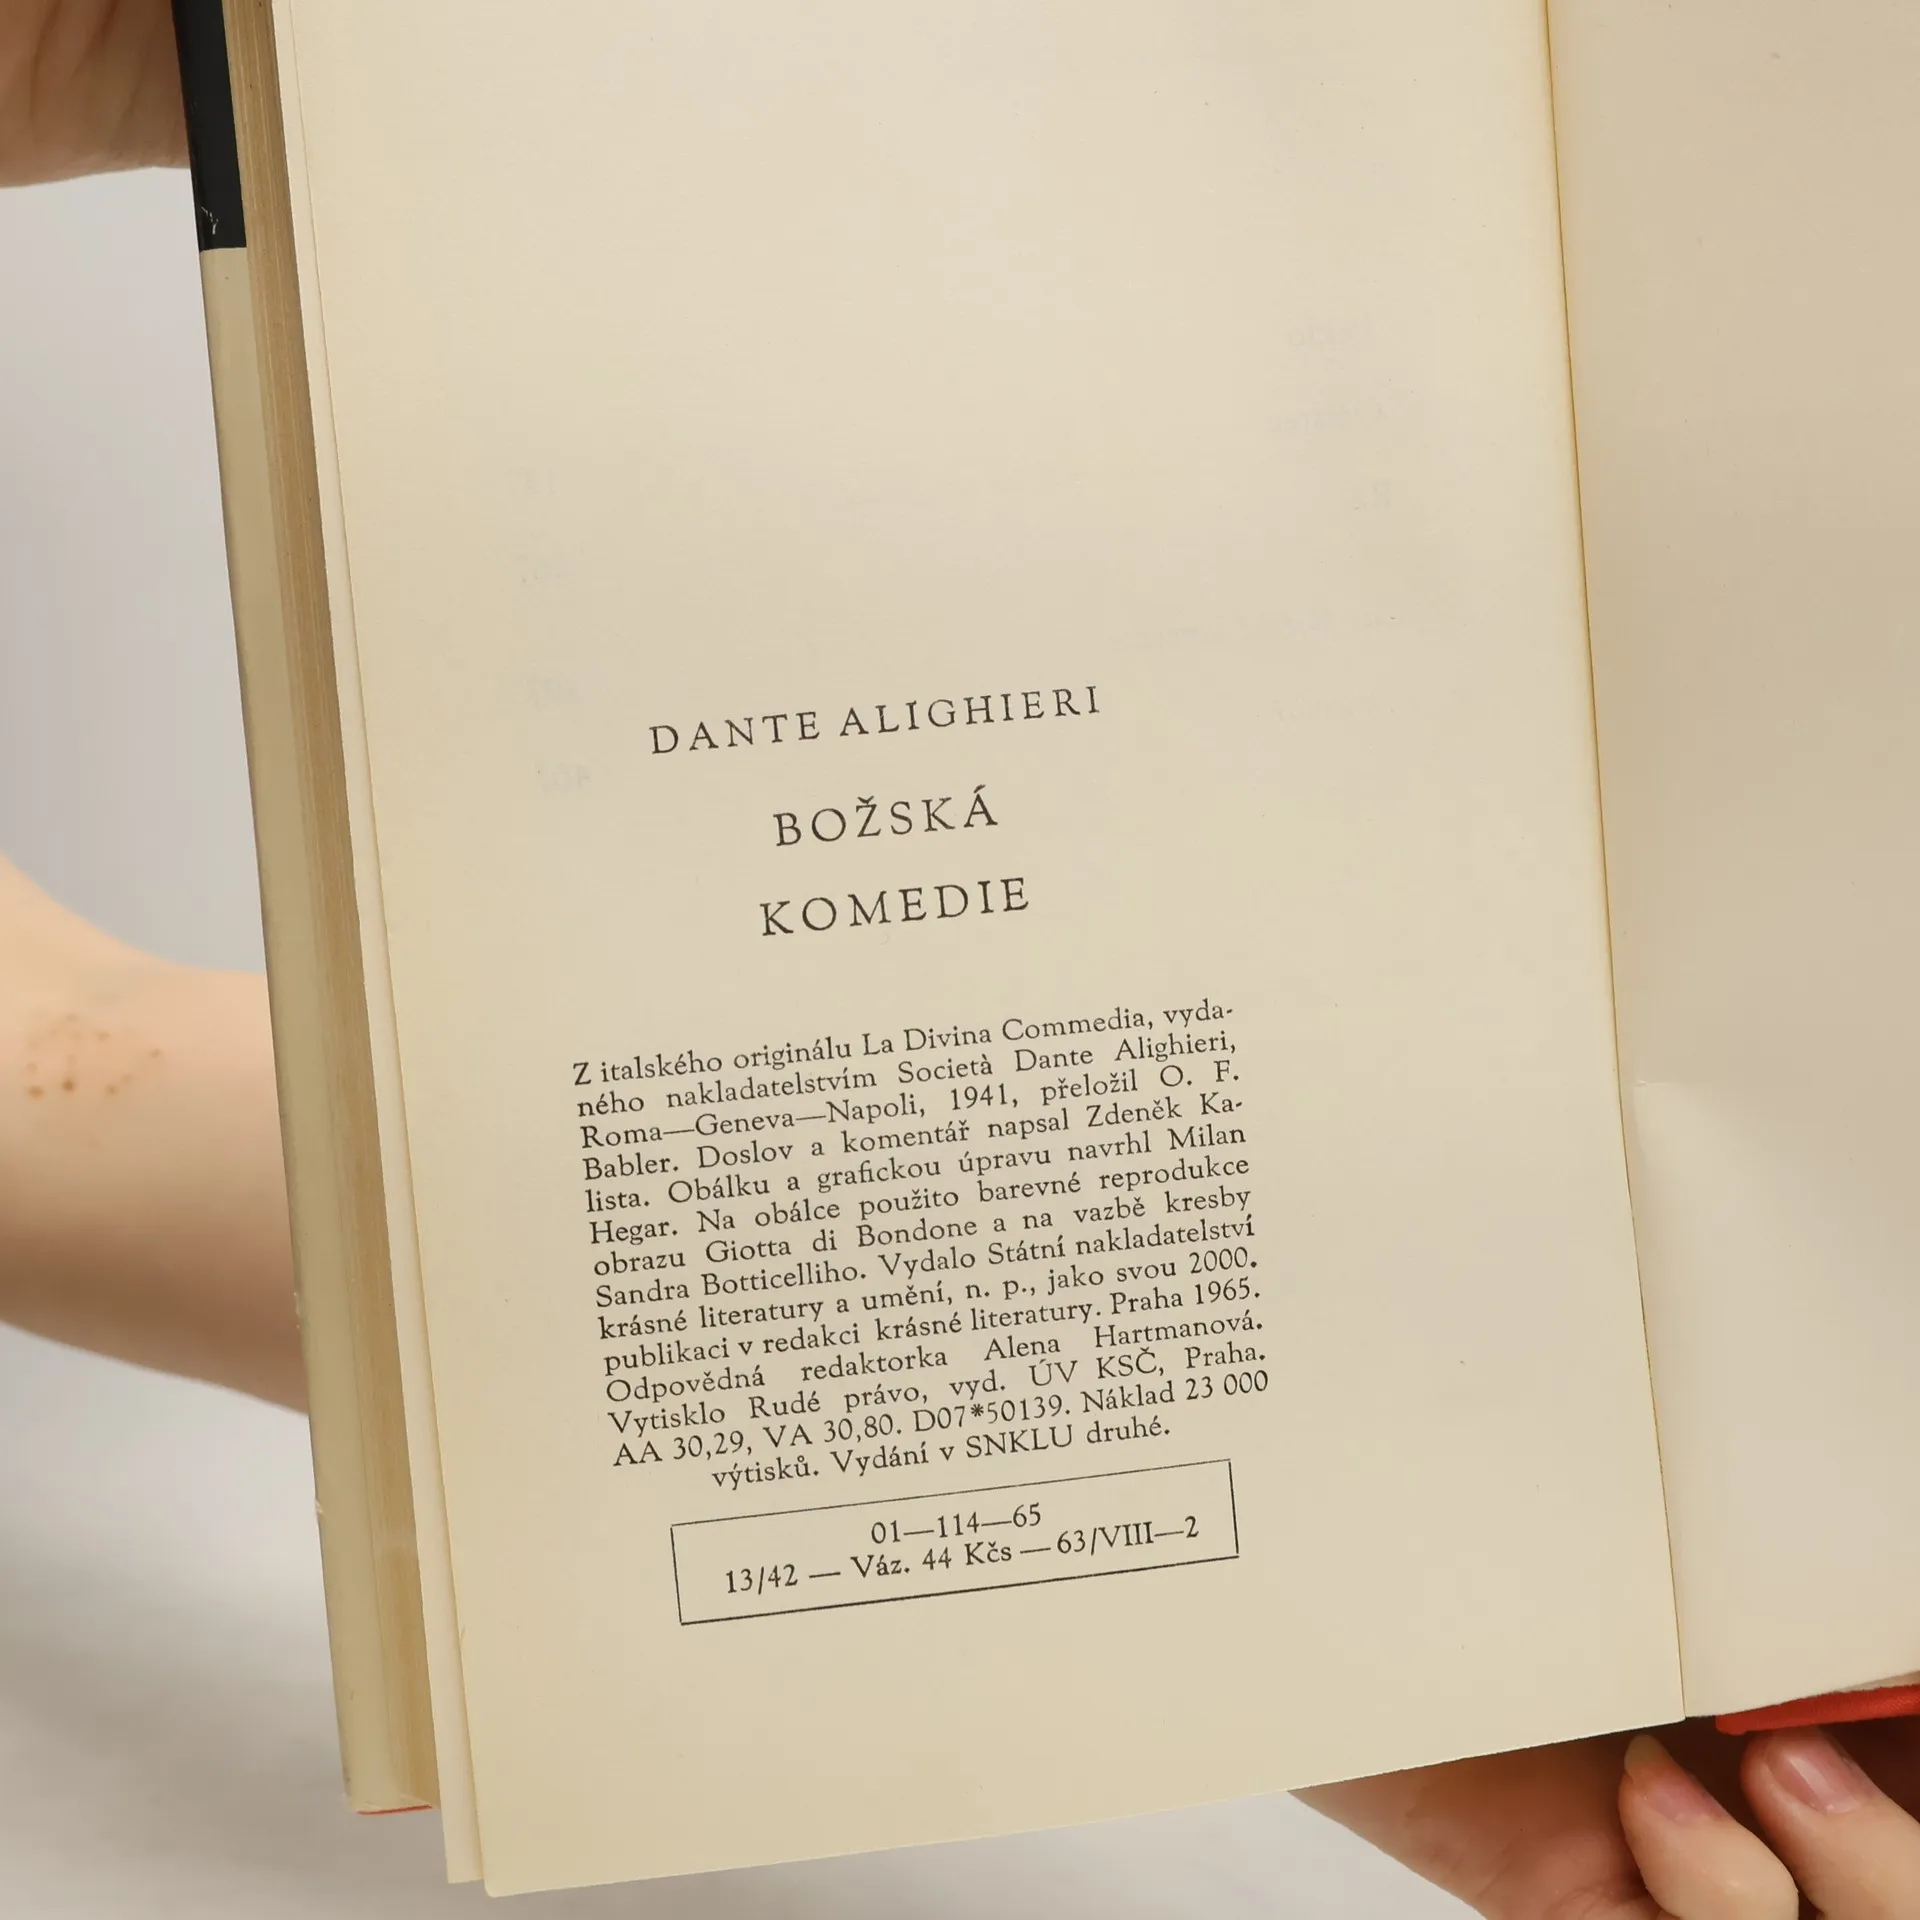 DANTE ALIGHIERI
BOŽSKÁ
KOMEDIE
Z italského originálu La Divina Commedia, vyda-
ného nakladatelstvím Società Dante Alighieri,
Roma—Geneva—Napoli, 1941, přeložil O. F.
Babler. Doslov a komentář napsal Zdeněk Ka-
lista. Obálku a grafickou úpravu navrhl Milan
Hegar. Na obálce použito barevné reprodukce
obrazu Giotta di Bondone a na vazbě kresby
Sandra Botticelliho. Vydalo Státní nakladatelství
krásné literatury a umění, n. p., jako svou 2000.
publikaci v redakci krásné literatury. Praha 1965.
Odpovědná redaktorka Alena Hartmanová.
Vytisklo Rudé právo, vyd. ÚV KSČ, Praha.
AA 30,29, VA 30,80. D07*50139. Náklad 23 000
výtisků. Vydání v SNKLU druhé.
01—114—65
13/42 — Váz. 44 Kčs — 63/VIII—2